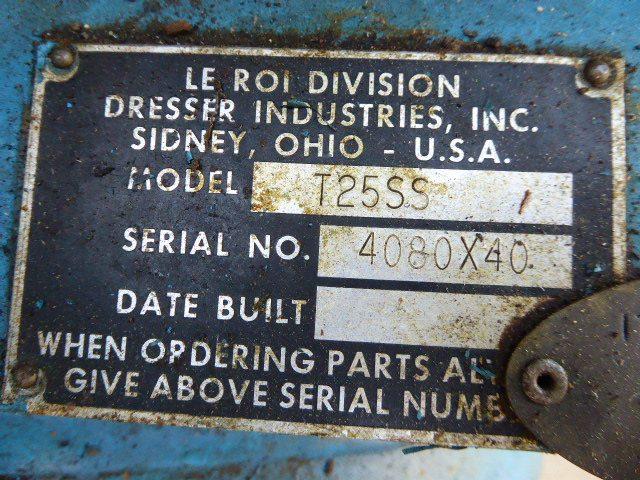 LE ROI DIVISION
DRESSER INDUSTRIES, INC.
SIDNEY, OHIO - U.S.A.
MODEL T25SS
SERIAL NO. 4080X40
DATE BUILT
WHEN ORDERING PARTS
GIVE ABOVE SERIAL